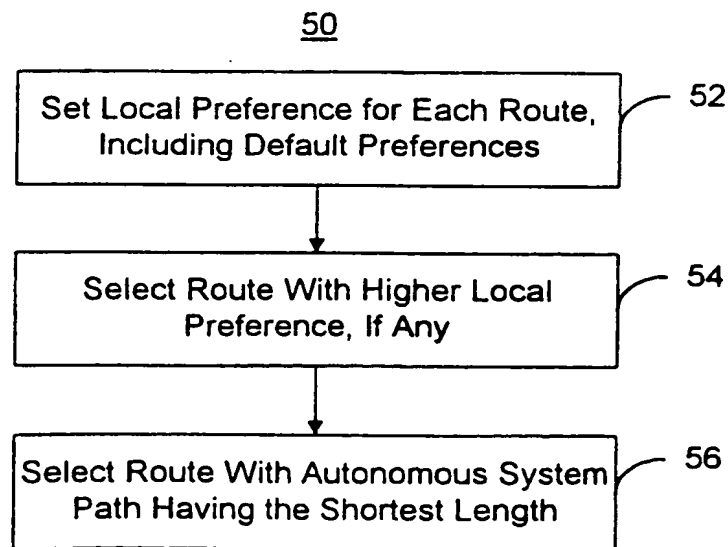 50
Set Local Preference for Each Route,
Including Default Preferences
52
Select Route With Higher Local
Preference, If Any
54
Select Route With Autonomous System
Path Having the Shortest Length
56